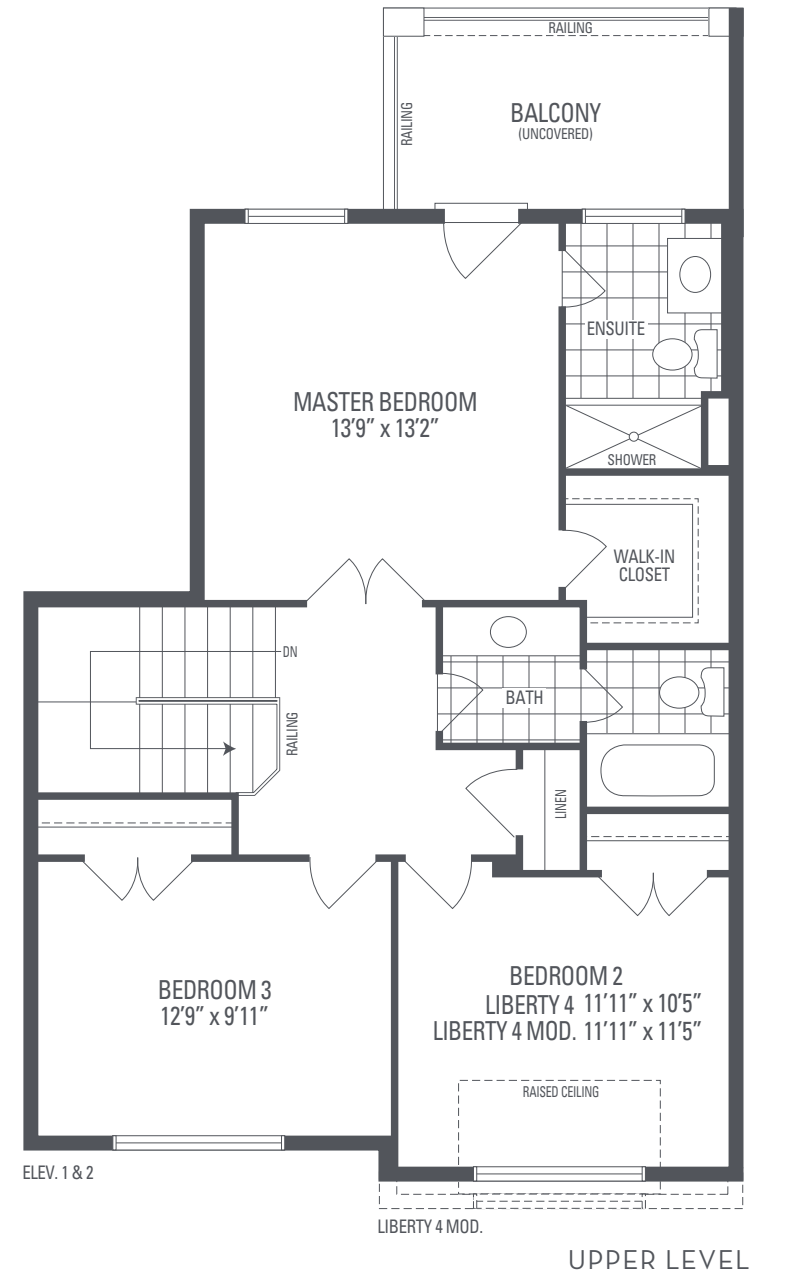 RAILING
RAILING
BALCONY
(UNCOVERED)
ENSUITE
MASTER BEDROOM
13'9" x 13'2"
SHOWER
WALK-IN
CLOSET
DN
BATH
RAILING
LINEN
BEDROOM 3
12'9" x 9'11"
BEDROOM 2
LIBERTY 4 11'11" x 10'5"
LIBERTY 4 MOD. 11'11" x 11'5"
RAISED CEILING
ELEV. 1 & 2
LIBERTY 4 MOD.
UPPER LEVEL